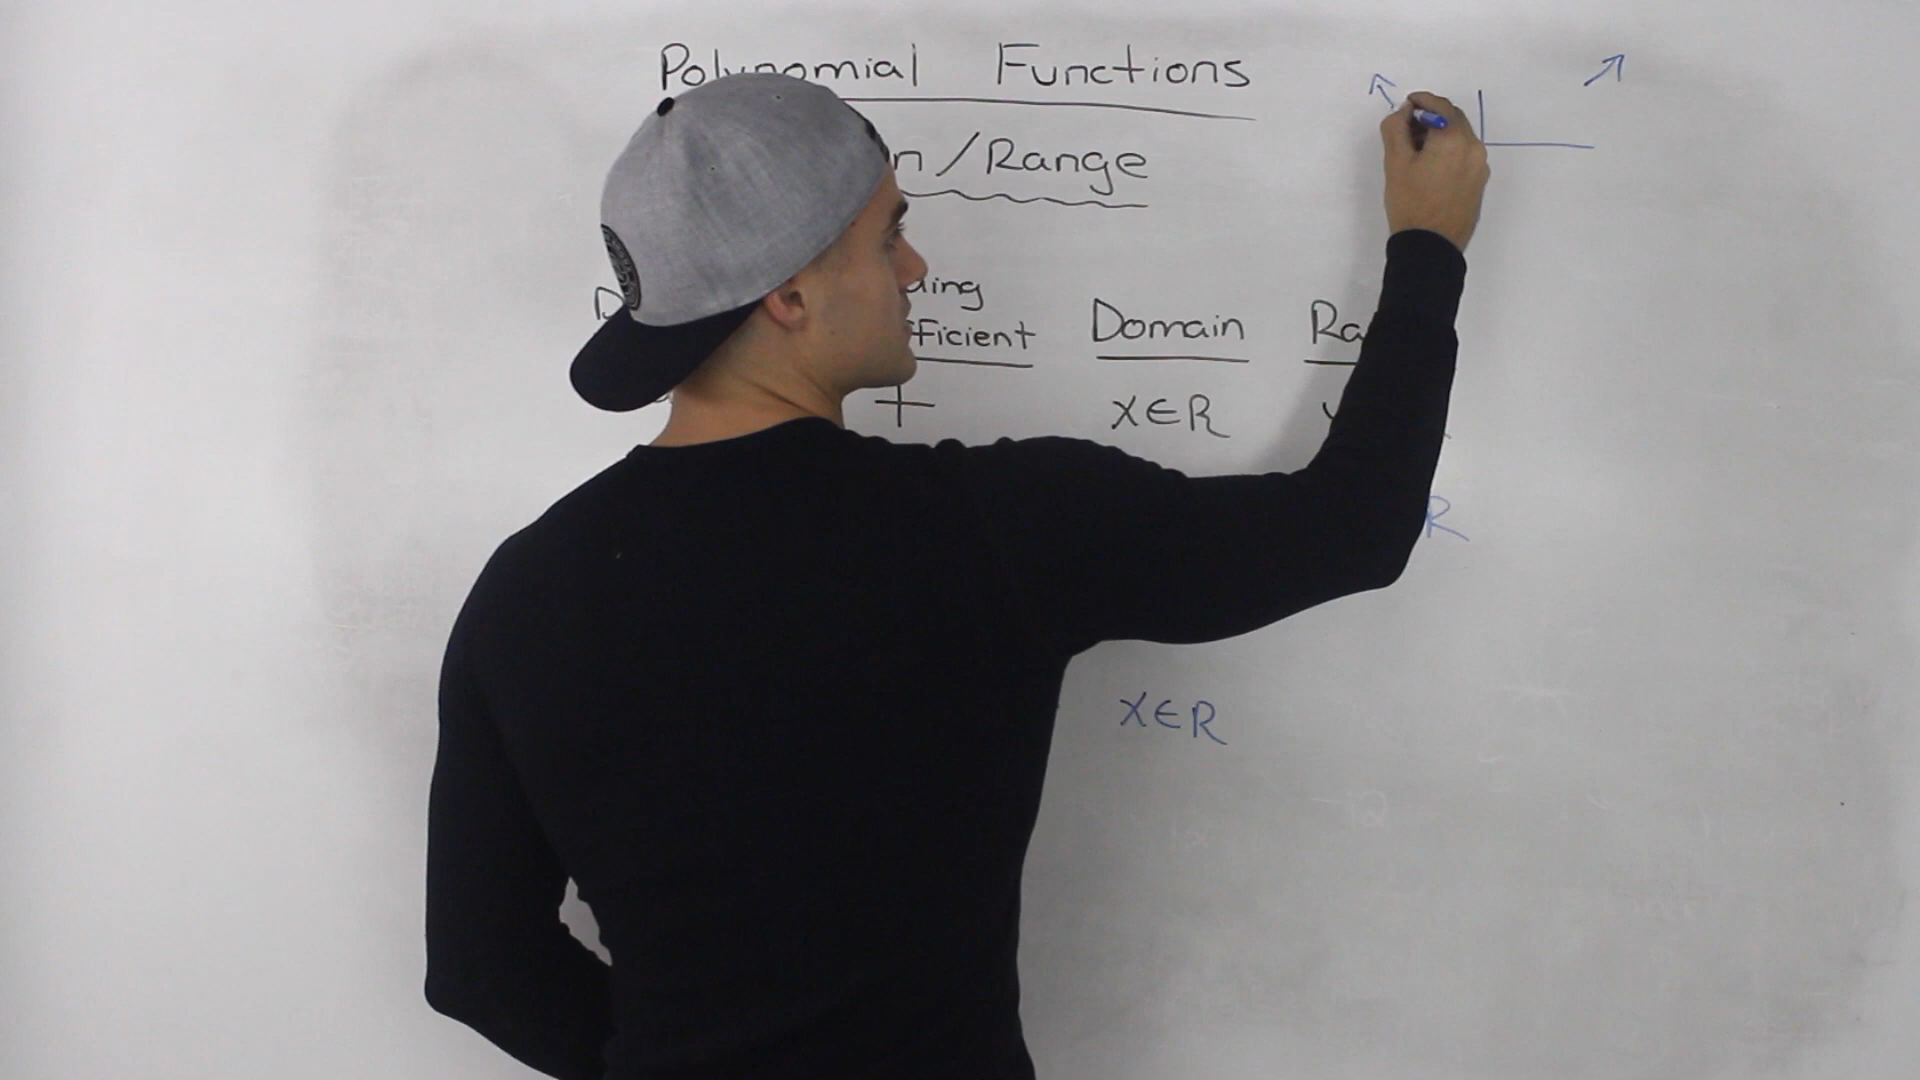 Polynomial Functions
n/Range
ding
fficient Domain Ra
+ X∈R
R
X∈R